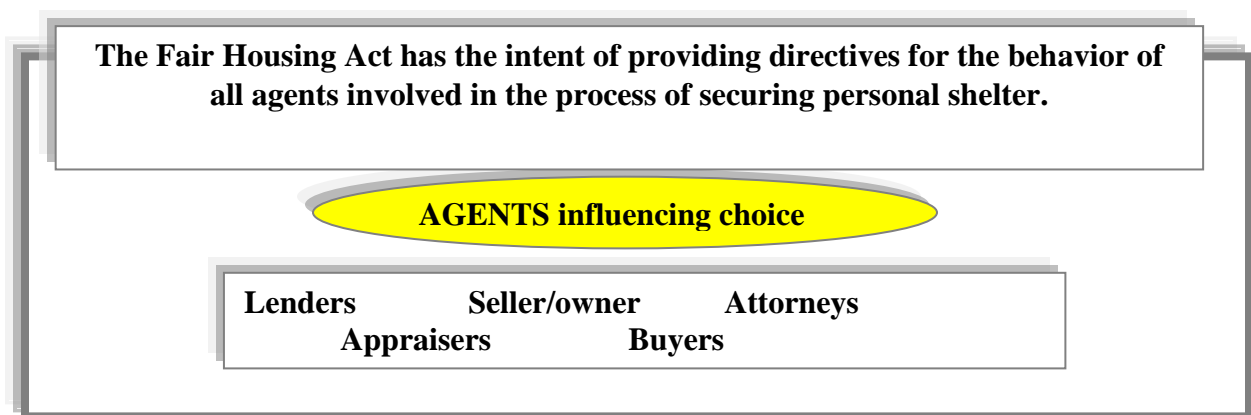 The Fair Housing Act has the intent of providing directives for the behavior of
all agents involved in the process of securing personal shelter.
AGENTS influencing choice
Lenders Seller/owner Attorneys
Appraisers Buyers